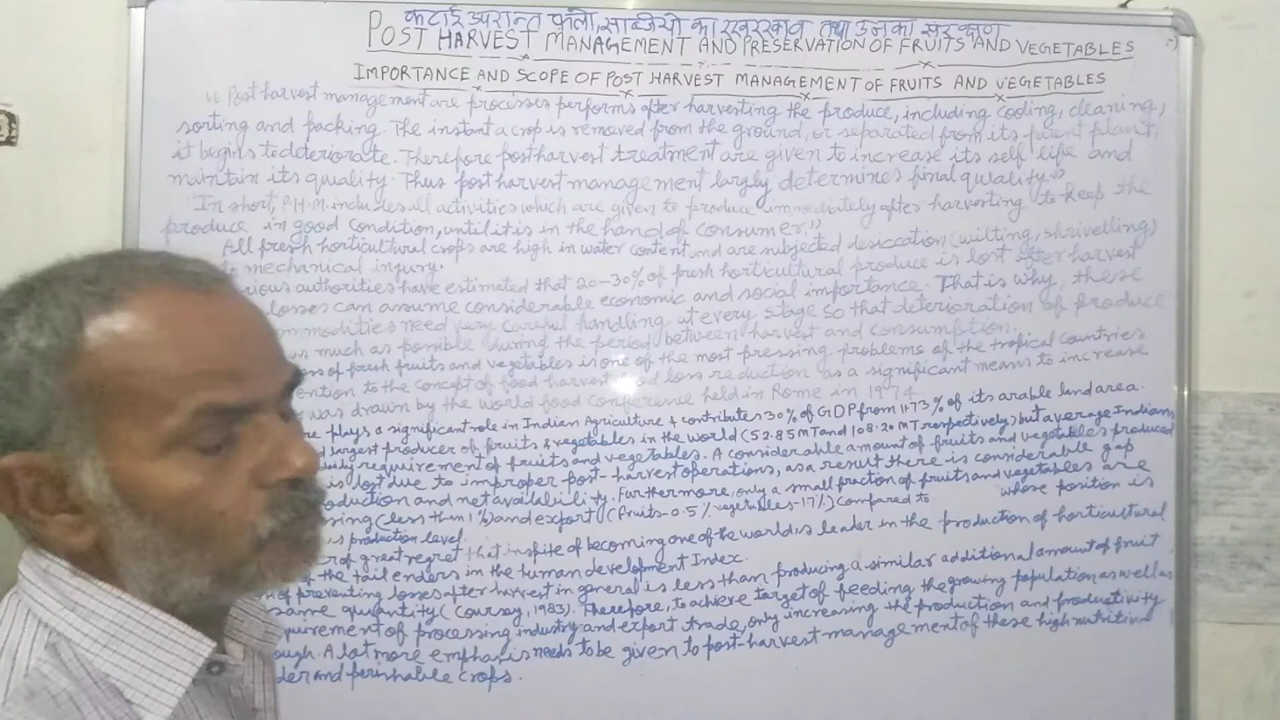 कटाई उपरान्त फलो, सब्जियो का रखरखाव तथा उनका संरक्षण
POST HARVEST MANAGEMENT AND PRESERVATION OF FRUITS AND VEGETABLES
IMPORTANCE AND SCOPE OF POST HARVEST MANAGEMENT OF FRUITS AND VEGETABLES
"Post harvest management are processes performs after harvesting the produce, including cooling, cleaning,
sorting and packing. The instant a crop is removed from the ground, or separated from its parent plant,
it begins to deteriorate. Therefore post harvest treatment are given to increase its self life and
maintain its quality. Thus post harvest management largly determines final quality."
"In short, P.H.M. includes all activities which are given to produce immediately after harvesting to keep the
produce in good condition, until it is in the hand of consumer."
All fresh horticultural crops are high in water content and are subjected desiccation (wilting, shrivelling)
mechanical injury.
rious authorities have estimated that 20-30% of fresh horticultural produce is lost after harvest
losses can assume considerable economic and social importance. That is why, these
mmodities need very careful handling at every stage so that deterioration of produce
s much as possible during the period between harvest and consumption.
ss of fresh fruits and vegetables is one of the most pressing problems of the tropical countries
ention to the concept of food harvest food loss reduction as a significant means to increase
was drawn by the world food Conference held in Rome in 1974
re plays a significant role in Indian Agriculture & contributes 30% of GDP from 11.73% of its arable land area.
largest producer of fruits & vegetables in the world (52.85 MT and 108.20 MT respectively) but average Indians
ily requirement of fruits and vegetables. A considerable amount of fruits and vegetables produced
is lost due to improper post-harvest operations, as a result there is considerable gap
oduction and net availability. Furthermore, only a small fraction of fruits and vegetables are
sing (less than 1%) and export (fruits-0.5% vegetables-1.7%) compared to whose position is
s production level.
r of great regret that inspite of becoming one of the world is leader in the production of horticultural
the tail enders in the human development Index.
of preventing losses after harvest in general is less than producing a similar additional amount of fruit
same quantity (Coursey, 1983). Therefore, to achieve target of feeding the growing population as well as
quirement of processing industry and export trade, only increasing the production and productivity
ough. A lot more emphasis needs to be given to post-harvest management of these high nutritive
der and perishable crops.